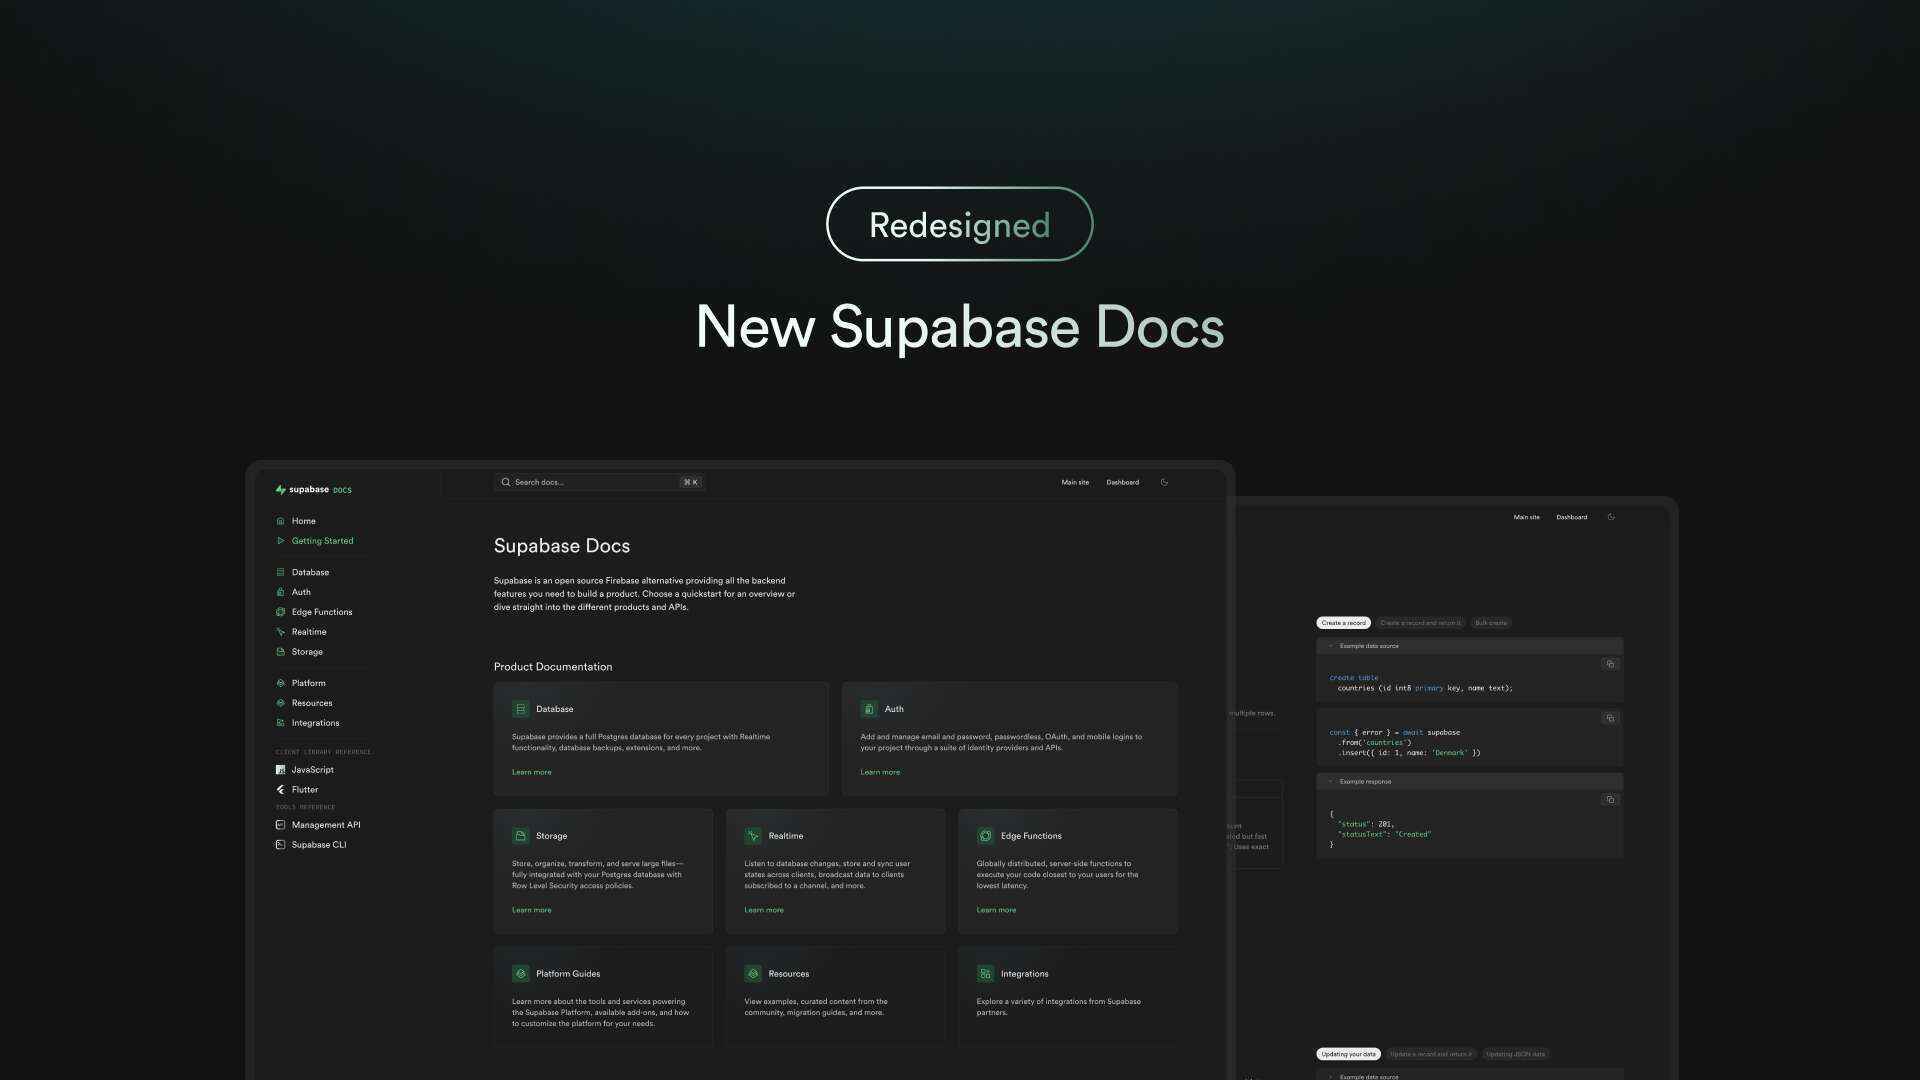 Redesigned
New Supabase Docs
supabase DOCS
Home
Getting Started
Database
Auth
Edge Functions
Realtime
Storage
Platform
Resources
Integrations
CLIENT LIBRARY REFERENCE
JavaScript
Flutter
TOOLS REFERENCE
Management API
Supabase CLI
Search docs...
⌘ K
Main site
Dashboard
Supabase Docs
Supabase is an open source Firebase alternative providing all the backend
features you need to build a product. Choose a quickstart for an overview or
dive straight into the different products and APIs.
Product Documentation
Database
Supabase provides a full Postgres database for every project with Realtime
functionality, database backups, extensions, and more.
Learn more
Auth
Add and manage email and password, passwordless, OAuth, and mobile logins to
your project through a suite of identity providers and APIs.
Learn more
Storage
Store, organize, transform, and serve large files—
fully integrated with your Postgres database with
Row Level Security access policies.
Learn more
Realtime
Listen to database changes, store and sync user
states across clients, broadcast data to clients
subscribed to a channel, and more.
Learn more
Edge Functions
Globally distributed, server-side functions to
execute your code closest to your users for the
lowest latency.
Learn more
Platform Guides
Learn more about the tools and services powering
the Supabase Platform, available add-ons, and how
to customize the platform for your needs.
Resources
View examples, curated content from the
community, migration guides, and more.
Integrations
Explore a variety of integrations from Supabase
partners.
Main site
Dashboard
multiple rows.
but fast
Uses exact
Create a record
Create a record and return it
Bulk create
Example data source
create table
countries (id int8 primary key, name text);
const { error } = await supabase
.from('countries')
.insert({ id: 1, name: 'Denmark' })
Example response
{
"status": 201,
"statusText": "Created"
}
Updating your data
Update a record and return it
Updating JSON data
Example data source